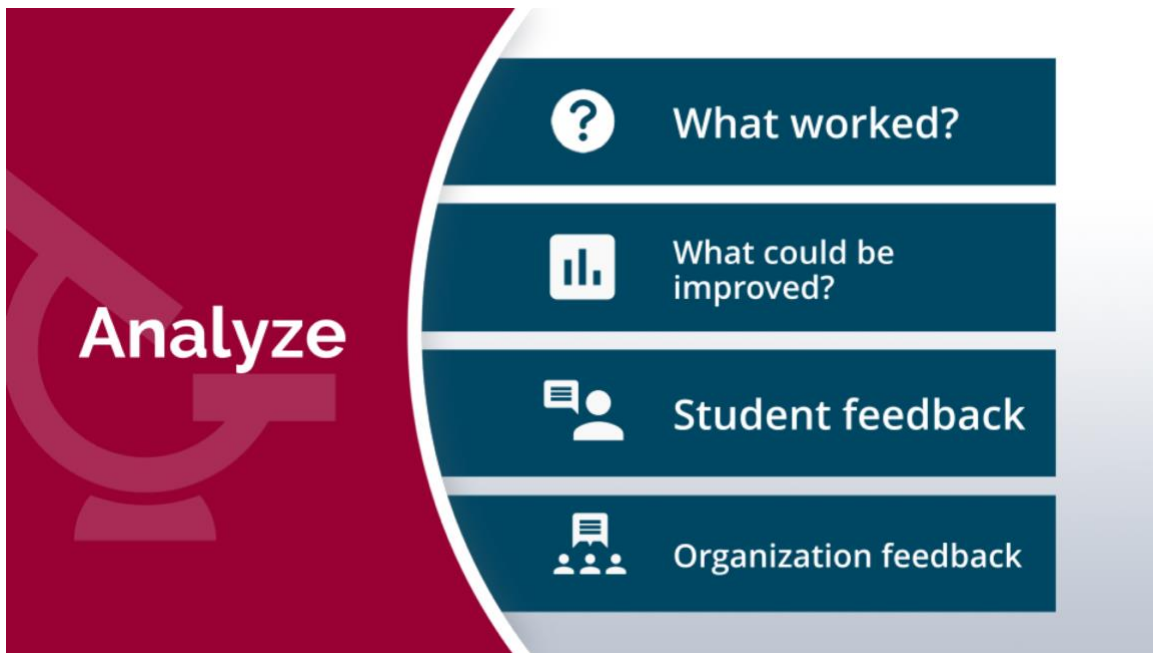 Analyze
What worked?
What could be
improved?
Student feedback
Organization feedback